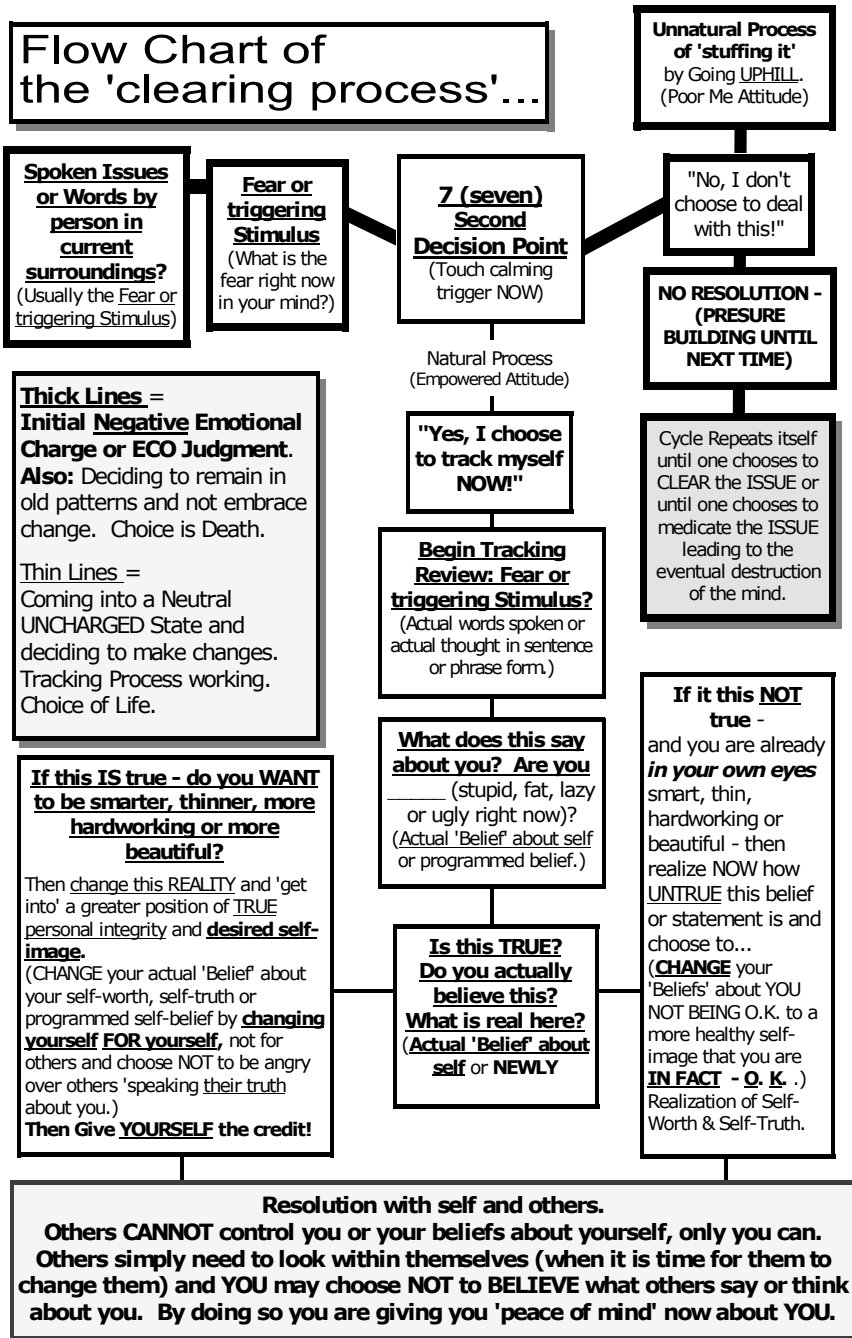 Flow Chart of
the 'clearing process'...
Unnatural Process
of 'stuffing it'
by Going UPHILL.
(Poor Me Attitude)
Spoken Issues
or Words by
person in
current
surroundings?
(Usually the Fear or
triggering Stimulus)
Fear or
triggering
Stimulus
(What is the
fear right now
in your mind?)
7 (seven)
Second
Decision Point
(Touch calming
trigger NOW)
"No, I don't
choose to deal
with this!"
NO RESOLUTION -
(PRESURE
BUILDING UNTIL
NEXT TIME)
Cycle Repeats itself
until one chooses to
CLEAR the ISSUE or
until one chooses to
medicate the ISSUE
leading to the
eventual destruction
of the mind.
Natural Process
(Empowered Attitude)
"Yes, I choose
to track myself
NOW!"
Thick Lines =
Initial Negative Emotional
Charge or ECO Judgment.
Also: Deciding to remain in
old patterns and not embrace
change. Choice is Death.
Thin Lines =
Coming into a Neutral
UNCHARGED State and
deciding to make changes.
Tracking Process working.
Choice of Life.
Begin Tracking
Review: Fear or
triggering Stimulus?
(Actual words spoken or
actual thought in sentence
or phrase form.)
What does this say
about you? Are you
_____ (stupid, fat, lazy
or ugly right now)?
(Actual 'Belief' about self
or programmed belief.)
Is this TRUE?
Do you actually
believe this?
What is real here?
(Actual 'Belief' about
self or NEWLY
If this IS true - do you WANT
to be smarter, thinner, more
hardworking or more
beautiful?
Then change this REALITY and 'get
into' a greater position of TRUE
personal integrity and desired self-
image.
(CHANGE your actual 'Belief' about
your self-worth, self-truth or
programmed self-belief by changing
yourself FOR yourself, not for
others and choose NOT to be angry
over others 'speaking their truth
about you.)
Then Give YOURSELF the credit!
If it this NOT
true -
and you are already
in your own eyes
smart, thin,
hardworking or
beautiful - then
realize NOW how
UNTRUE this belief
or statement is and
choose to...
(CHANGE your
'Beliefs' about YOU
NOT BEING O.K. to a
more healthy self-
image that you are
IN FACT - O. K. .)
Realization of Self-
Worth & Self-Truth.
Resolution with self and others.
Others CANNOT control you or your beliefs about yourself, only you can.
Others simply need to look within themselves (when it is time for them to
change them) and YOU may choose NOT to BELIEVE what others say or think
about you. By doing so you are giving you 'peace of mind' now about YOU.